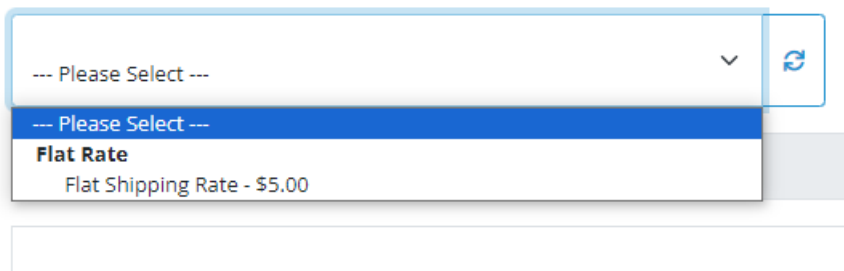 --- Please Select ---
--- Please Select ---
Flat Rate
Flat Shipping Rate - $5.00